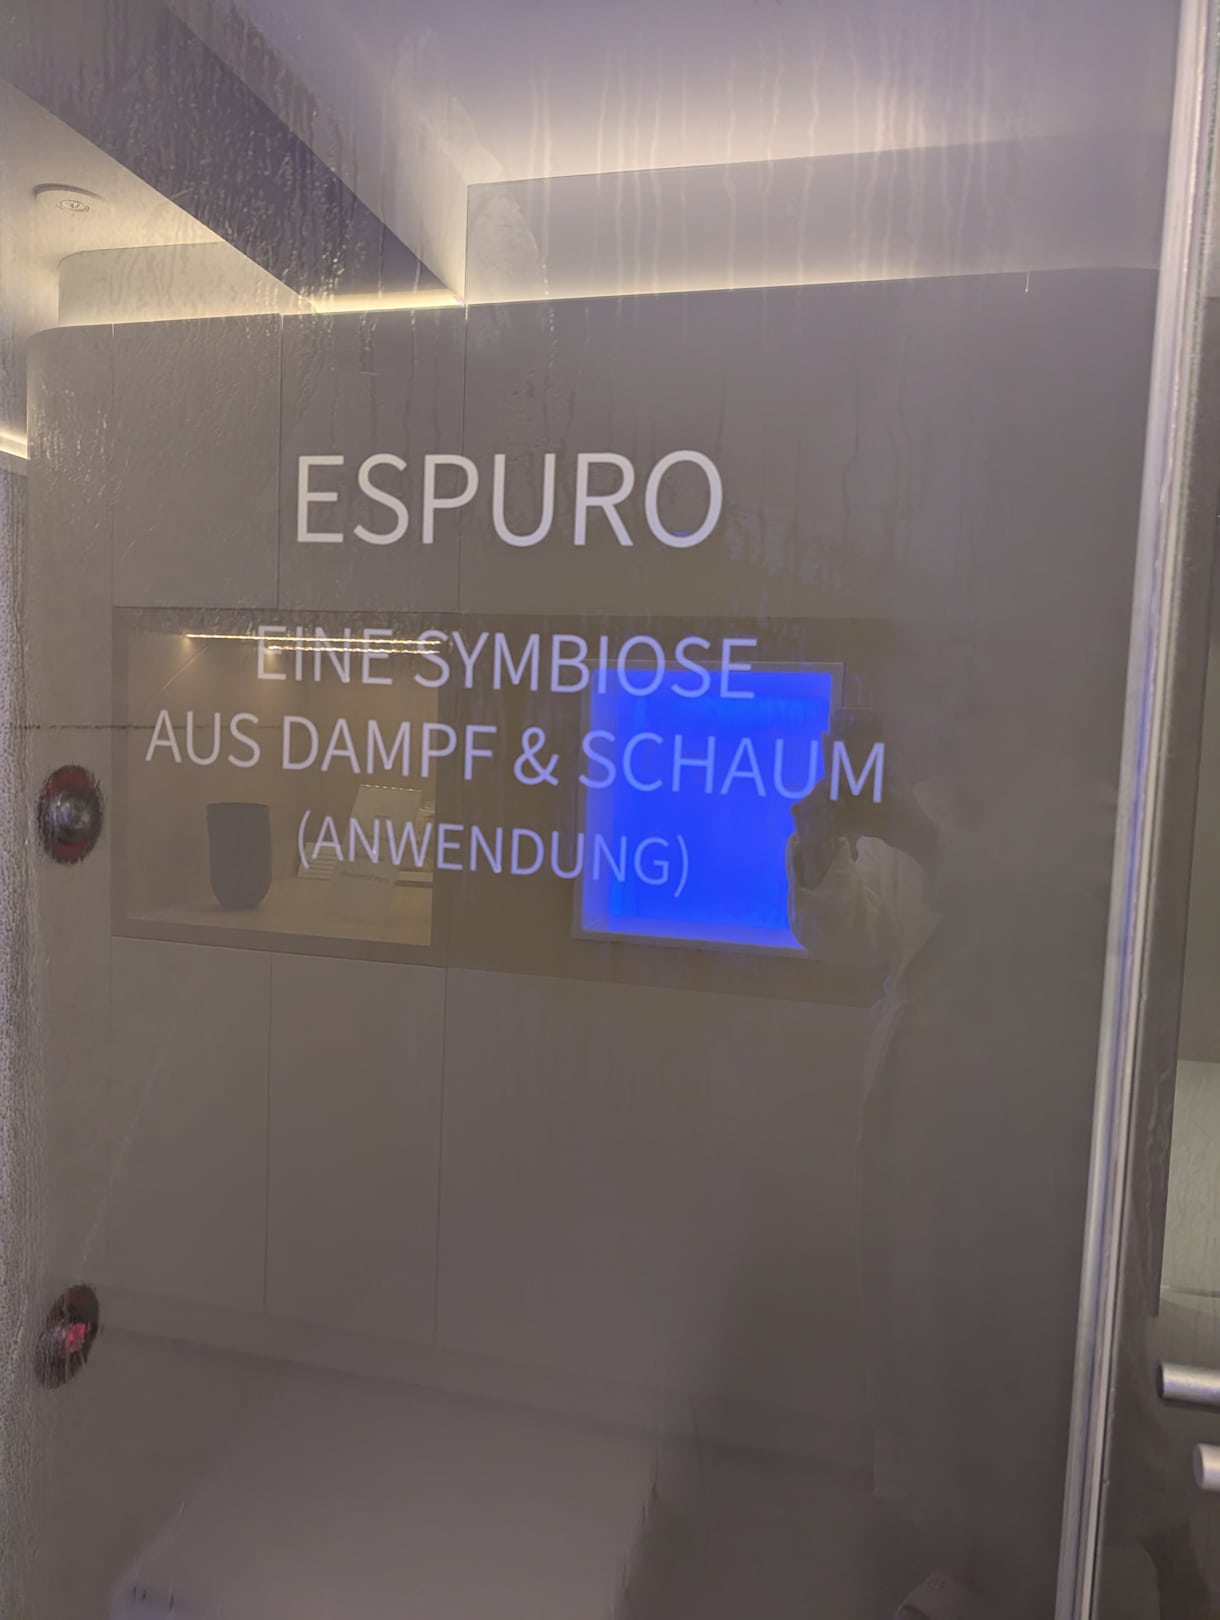 ESPURO
EINE SYMBIOSE
AUS DAMPF & SCHAUM
(ANWENDUNG)